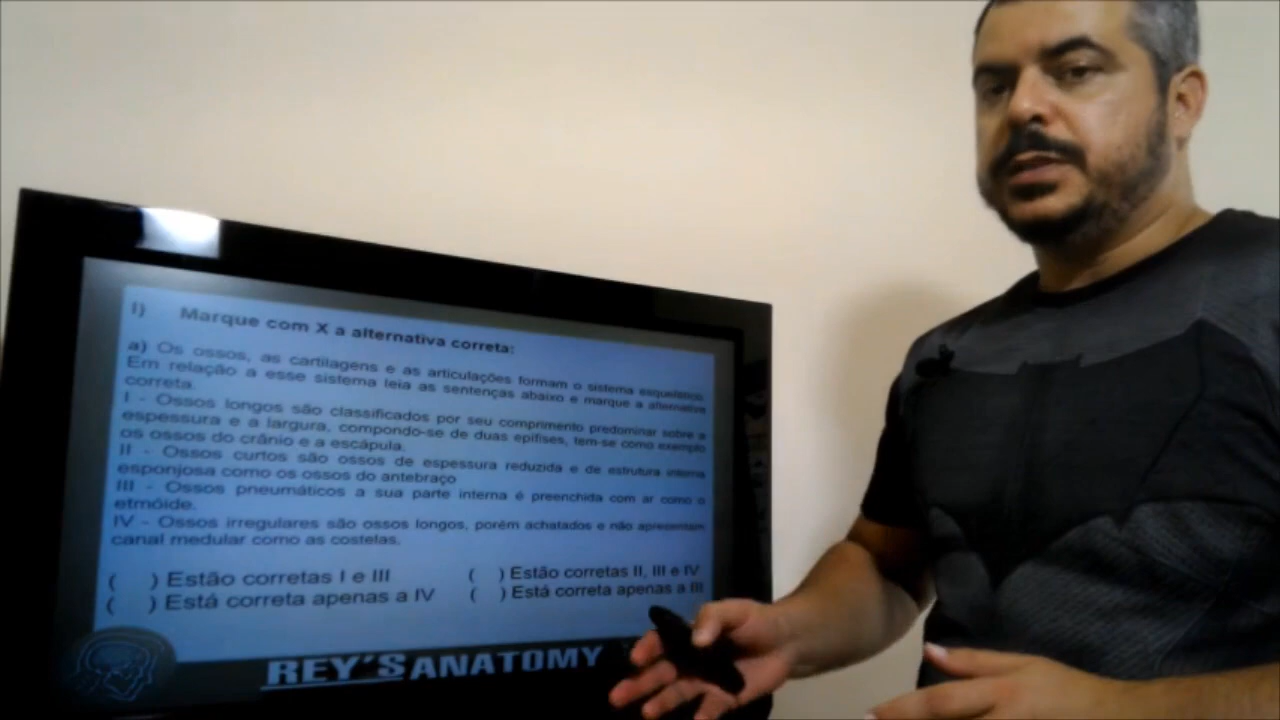 I) Marque com X a alternativa correta:
a) Os ossos, as cartilagens e as articulações formam o sistema esquelético.
Em relação a esse sistema leia as sentenças abaixo e marque a alternativa
correta.
I - Ossos longos são classificados por seu comprimento predominar sobre a
espessura e a largura, compondo-se de duas epífises, tem-se como exemplo
os ossos do crânio e a escápula.
II - Ossos curtos são ossos de espessura reduzida e de estrutura interna
esponjosa como os ossos do antebraço
III - Ossos pneumáticos a sua parte interna é preenchida com ar como o
etmóide.
IV - Ossos irregulares são ossos longos, porém achatados e não apresentam
canal medular como as costelas.
( ) Estão corretas I e III ( ) Estão corretas II, III e IV
( ) Está correta apenas a IV ( ) Está correta apenas a III
REY'S ANATOMY